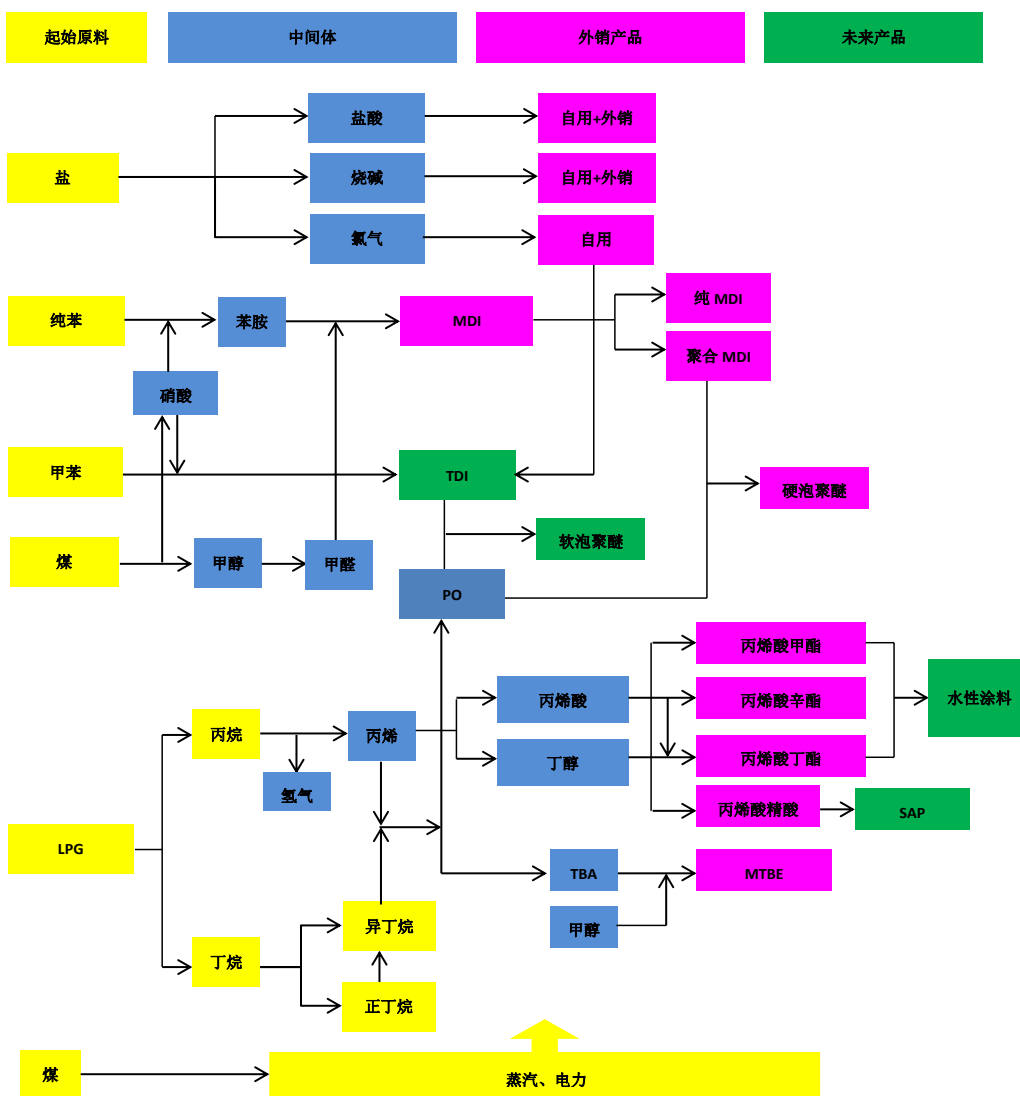 起始原料
中间体
外销产品
未来产品
盐酸
自用+外销
盐
烧碱
自用+外销
氯气
自用
纯 MDI
纯苯
苯胺
MDI
聚合 MDI
硝酸
甲苯
TDI
硬泡聚醚
软泡聚醚
煤
甲醇
甲醛
PO
丙烯酸甲酯
丙烯酸
丙烯酸辛酯
水性涂料
丙烷
丙烯
丁醇
丙烯酸丁酯
氢气
丙烯酸精酸
SAP
LPG
TBA
MTBE
异丁烷
甲醇
丁烷
正丁烷
煤
蒸汽、电力